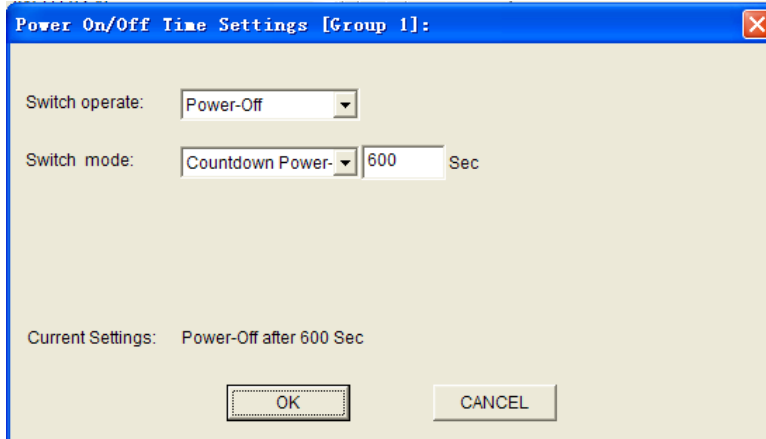 Power On/Off Time Settings [Group 1]:
Switch operate: Power-Off
Switch mode: Countdown Power- 600 Sec
Current Settings: Power-Off after 600 Sec
OK CANCEL